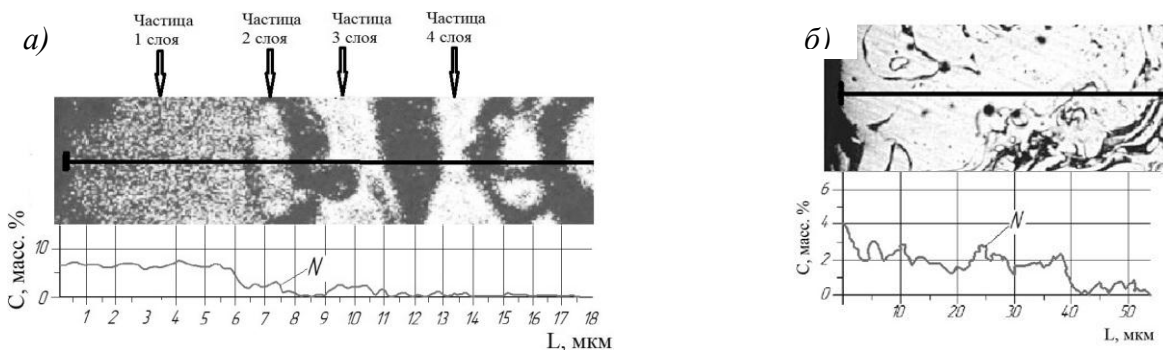 а)
Частица
1 слоя
Частица
2 слоя
Частица
3 слоя
Частица
4 слоя
С, масс. %
10
0
N
1 2 3 4 5 6 7 8 9 10 11 12 13 14 15 16 17 18
L, мкм
б)
С, масс. %
6
4
2
0
N
10 20 30 40 50
L, мкм